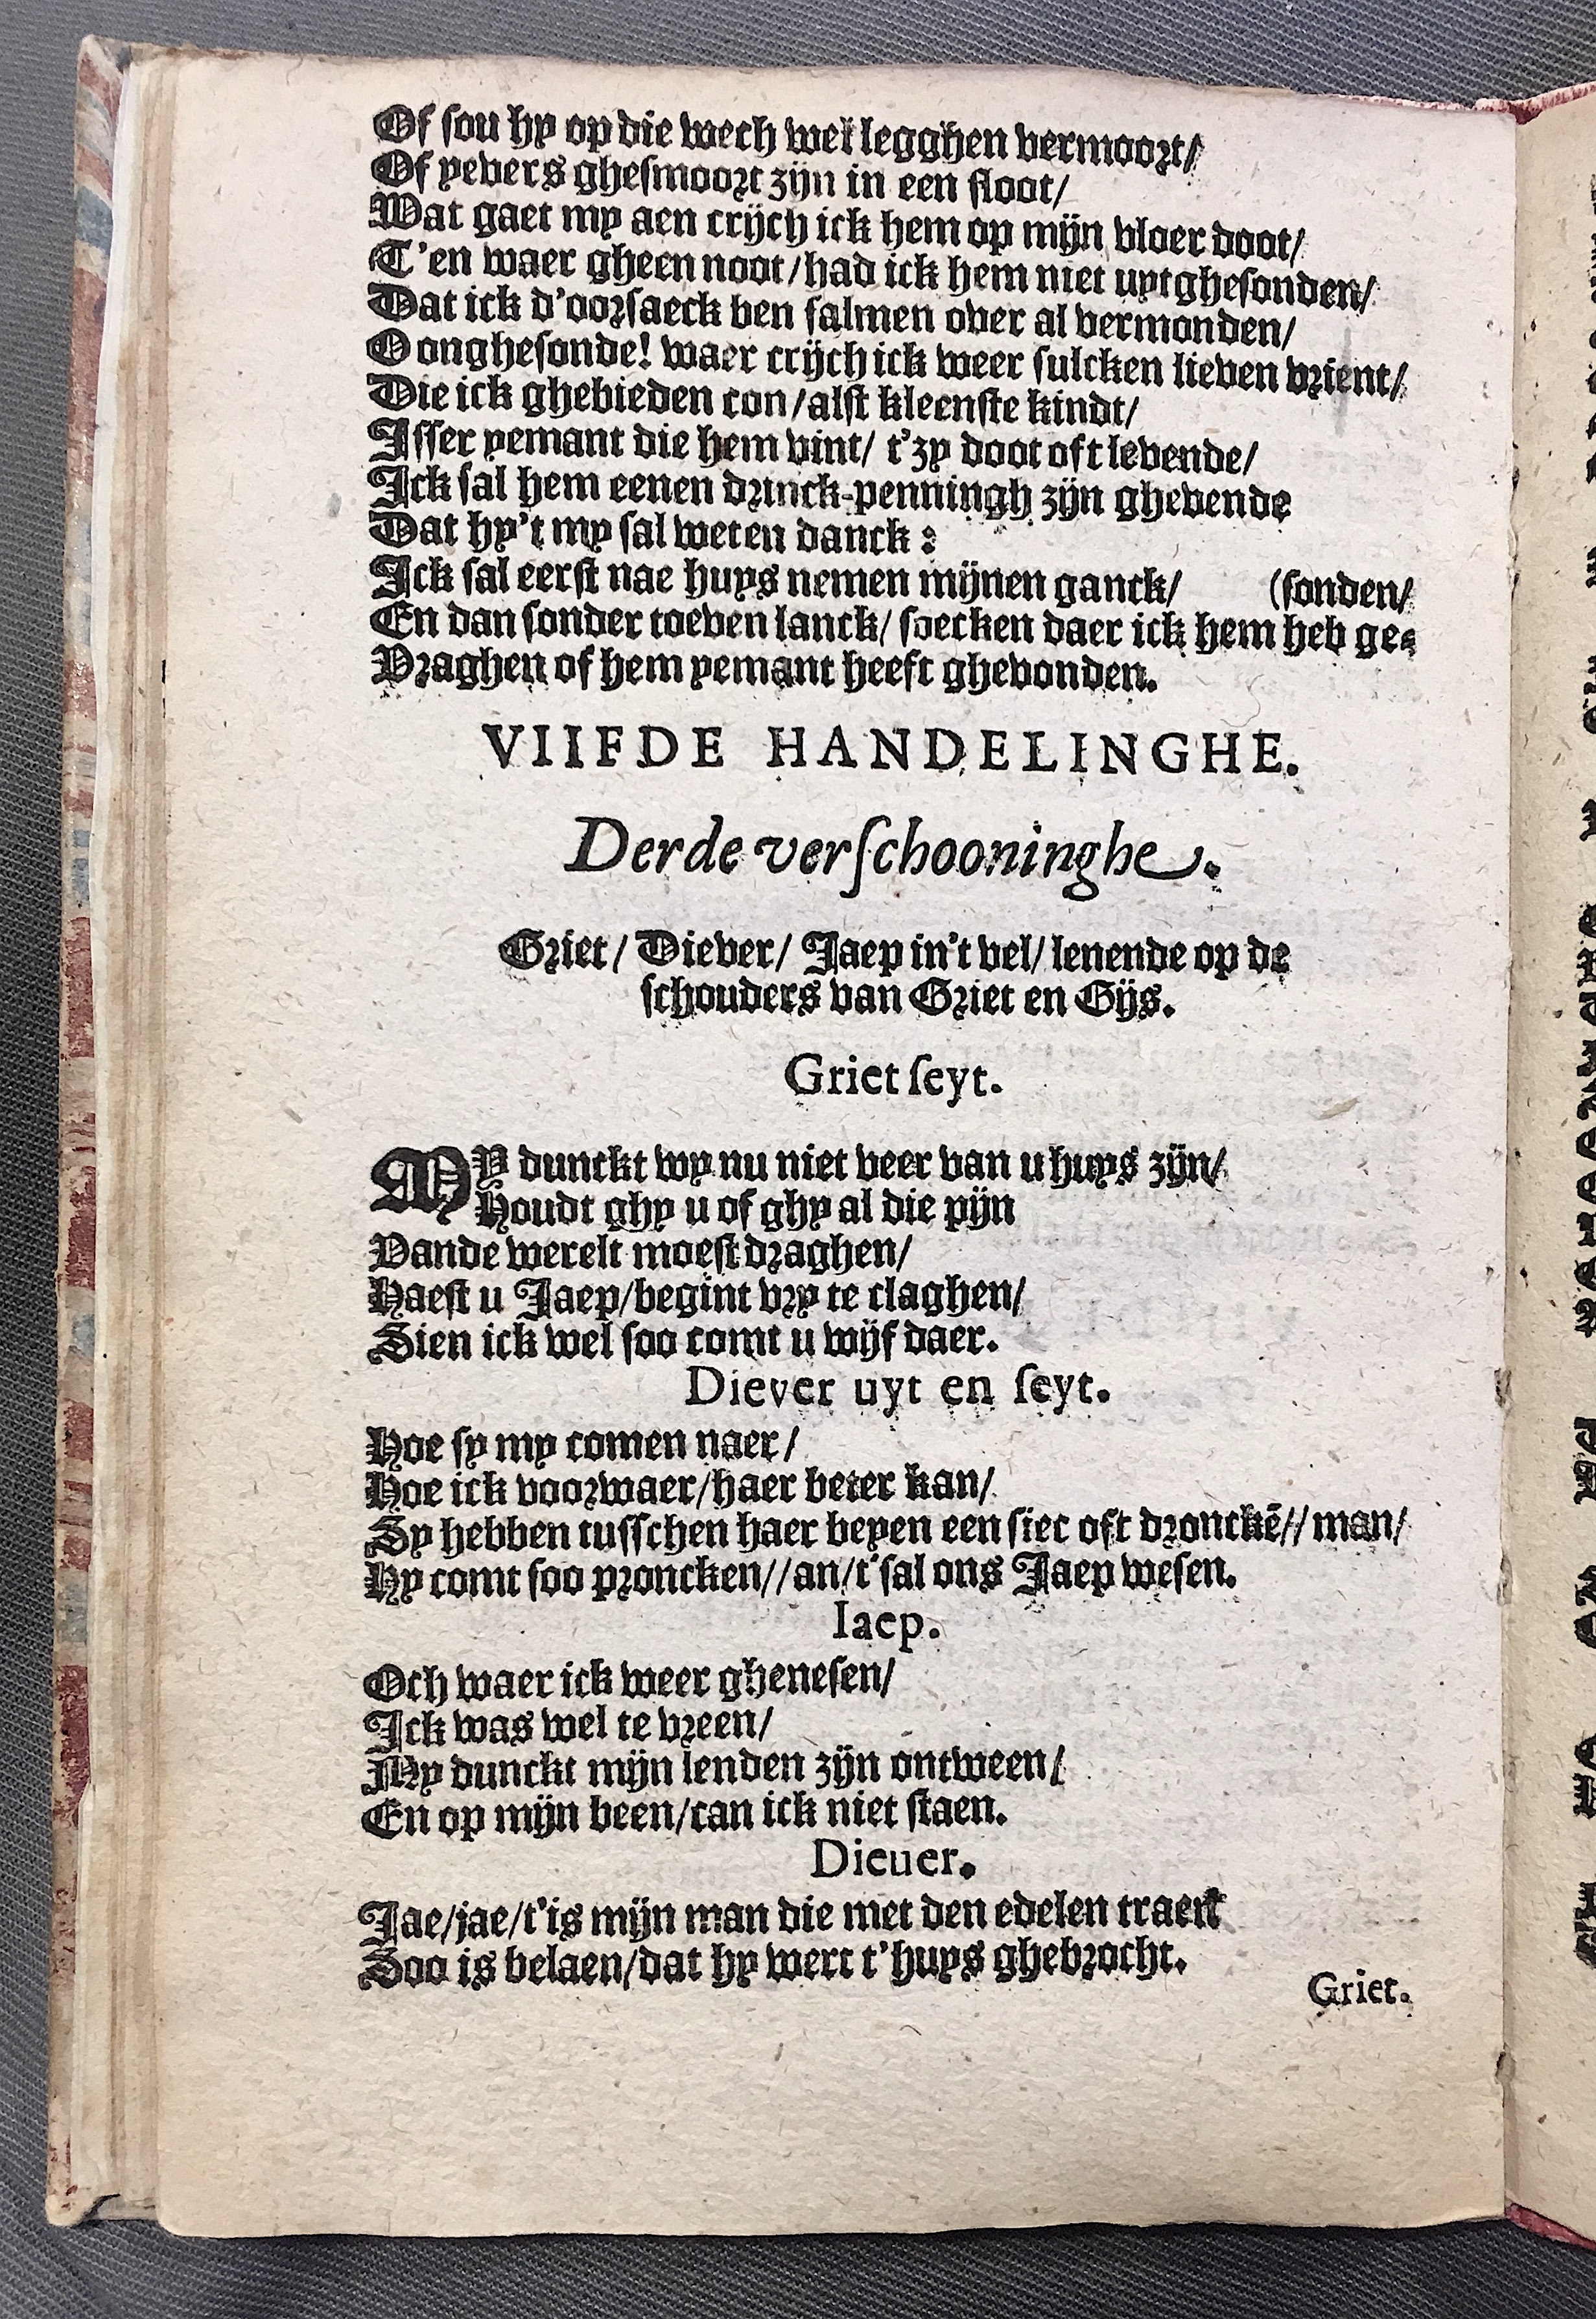 Of sou hy op die wech wel legghen vermoort/
Of yevers ghesmoort zijn in een sloot/
Wat gaet my aen crijch ick hem op mijn vloer doot/
T'en waer gheen noot/had ick hem niet uytghesonden/
Dat ick d'oorsaeck ben salmen over al vermonden/
O onghesonde! waer crijch ick weer sulcken lieven vrient/
Die ick ghebieden con/alst kleenste kindt/
Isser yemant die hem vint/ t'zy doot oft levende/
Ick sal hem eenen drinck-penningh zijn ghevende
Dat hy't my sal weten danck:
Ick sal eerst nae huys nemen mijnen ganck/ (sonden/
En dan sonder toeven lanck/ soecken daer ick hem heb ge-
Vraghen of hem yemant heeft ghevonden.
VIIFDE HANDELINGHE.
Derde verschooninghe.
Griet/ Diever/ Jaep in't vel/ lenende op de
schouders van Griet en Gijs.
Griet seyt.
MY dunckt wy nu niet veer van u huys zijn/
Houdt ghy u of ghy al die pijn
Vande werelt moest draghen/
Haest u Jaep/begint vry te claghen/
Sien ick wel soo comt u wijf daer.
Diever uyt en seyt.
Hoe sy my comen naer/
Hoe ick voorwaer/haer beter kan/
Sy hebben tusschen haer beyen een siec oft dronckē// man/
Hy comt soo proncken//an/t'sal ons Jaep wesen.
Iaep.
Och waer ick weer ghenesen/
Ick was wel te vreen/
My dunckt mijn lenden zijn ontween/
En op mijn been/can ick niet staen.
Dieuer.
Jae/jae/t'is mijn man die met den edelen traen
Soo is belaen/dat hy wert t'huys ghebrocht.
Griet.